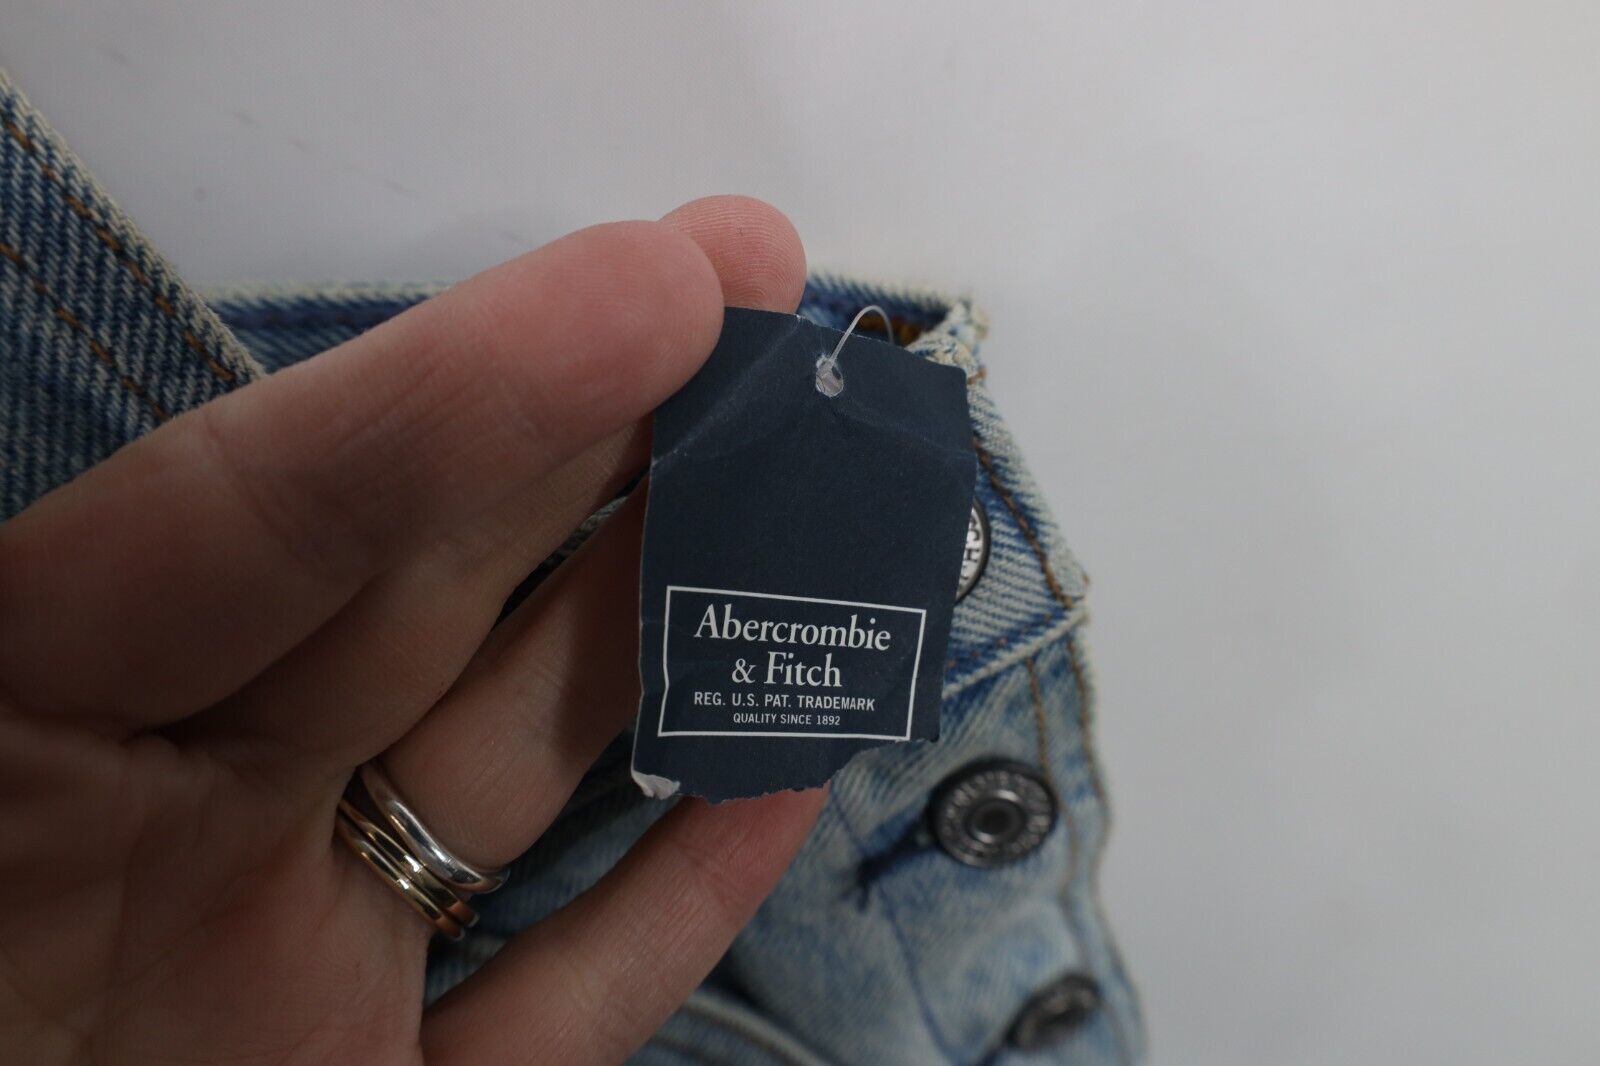 Abercrombie
& Fitch
REG. U.S. PAT. TRADEMARK
QUALITY SINCE 1892